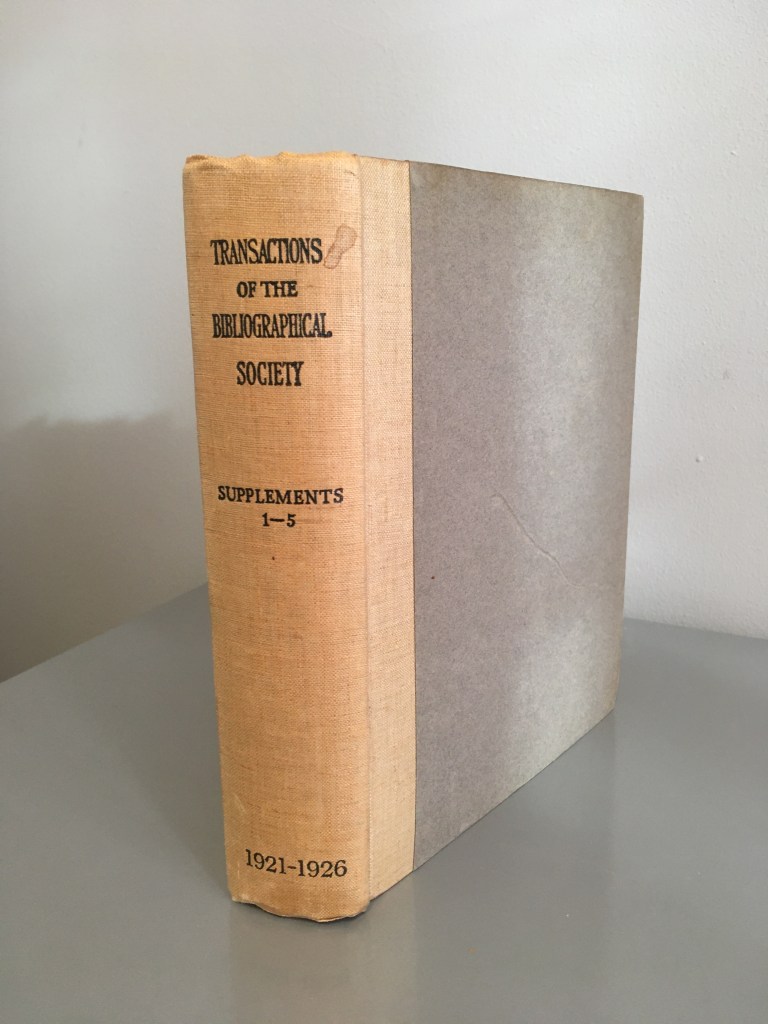 TRANSACTIONS
OF THE
BIBLIOGRAPHICAL
SOCIETY
SUPPLEMENTS
1—5
1921-1926